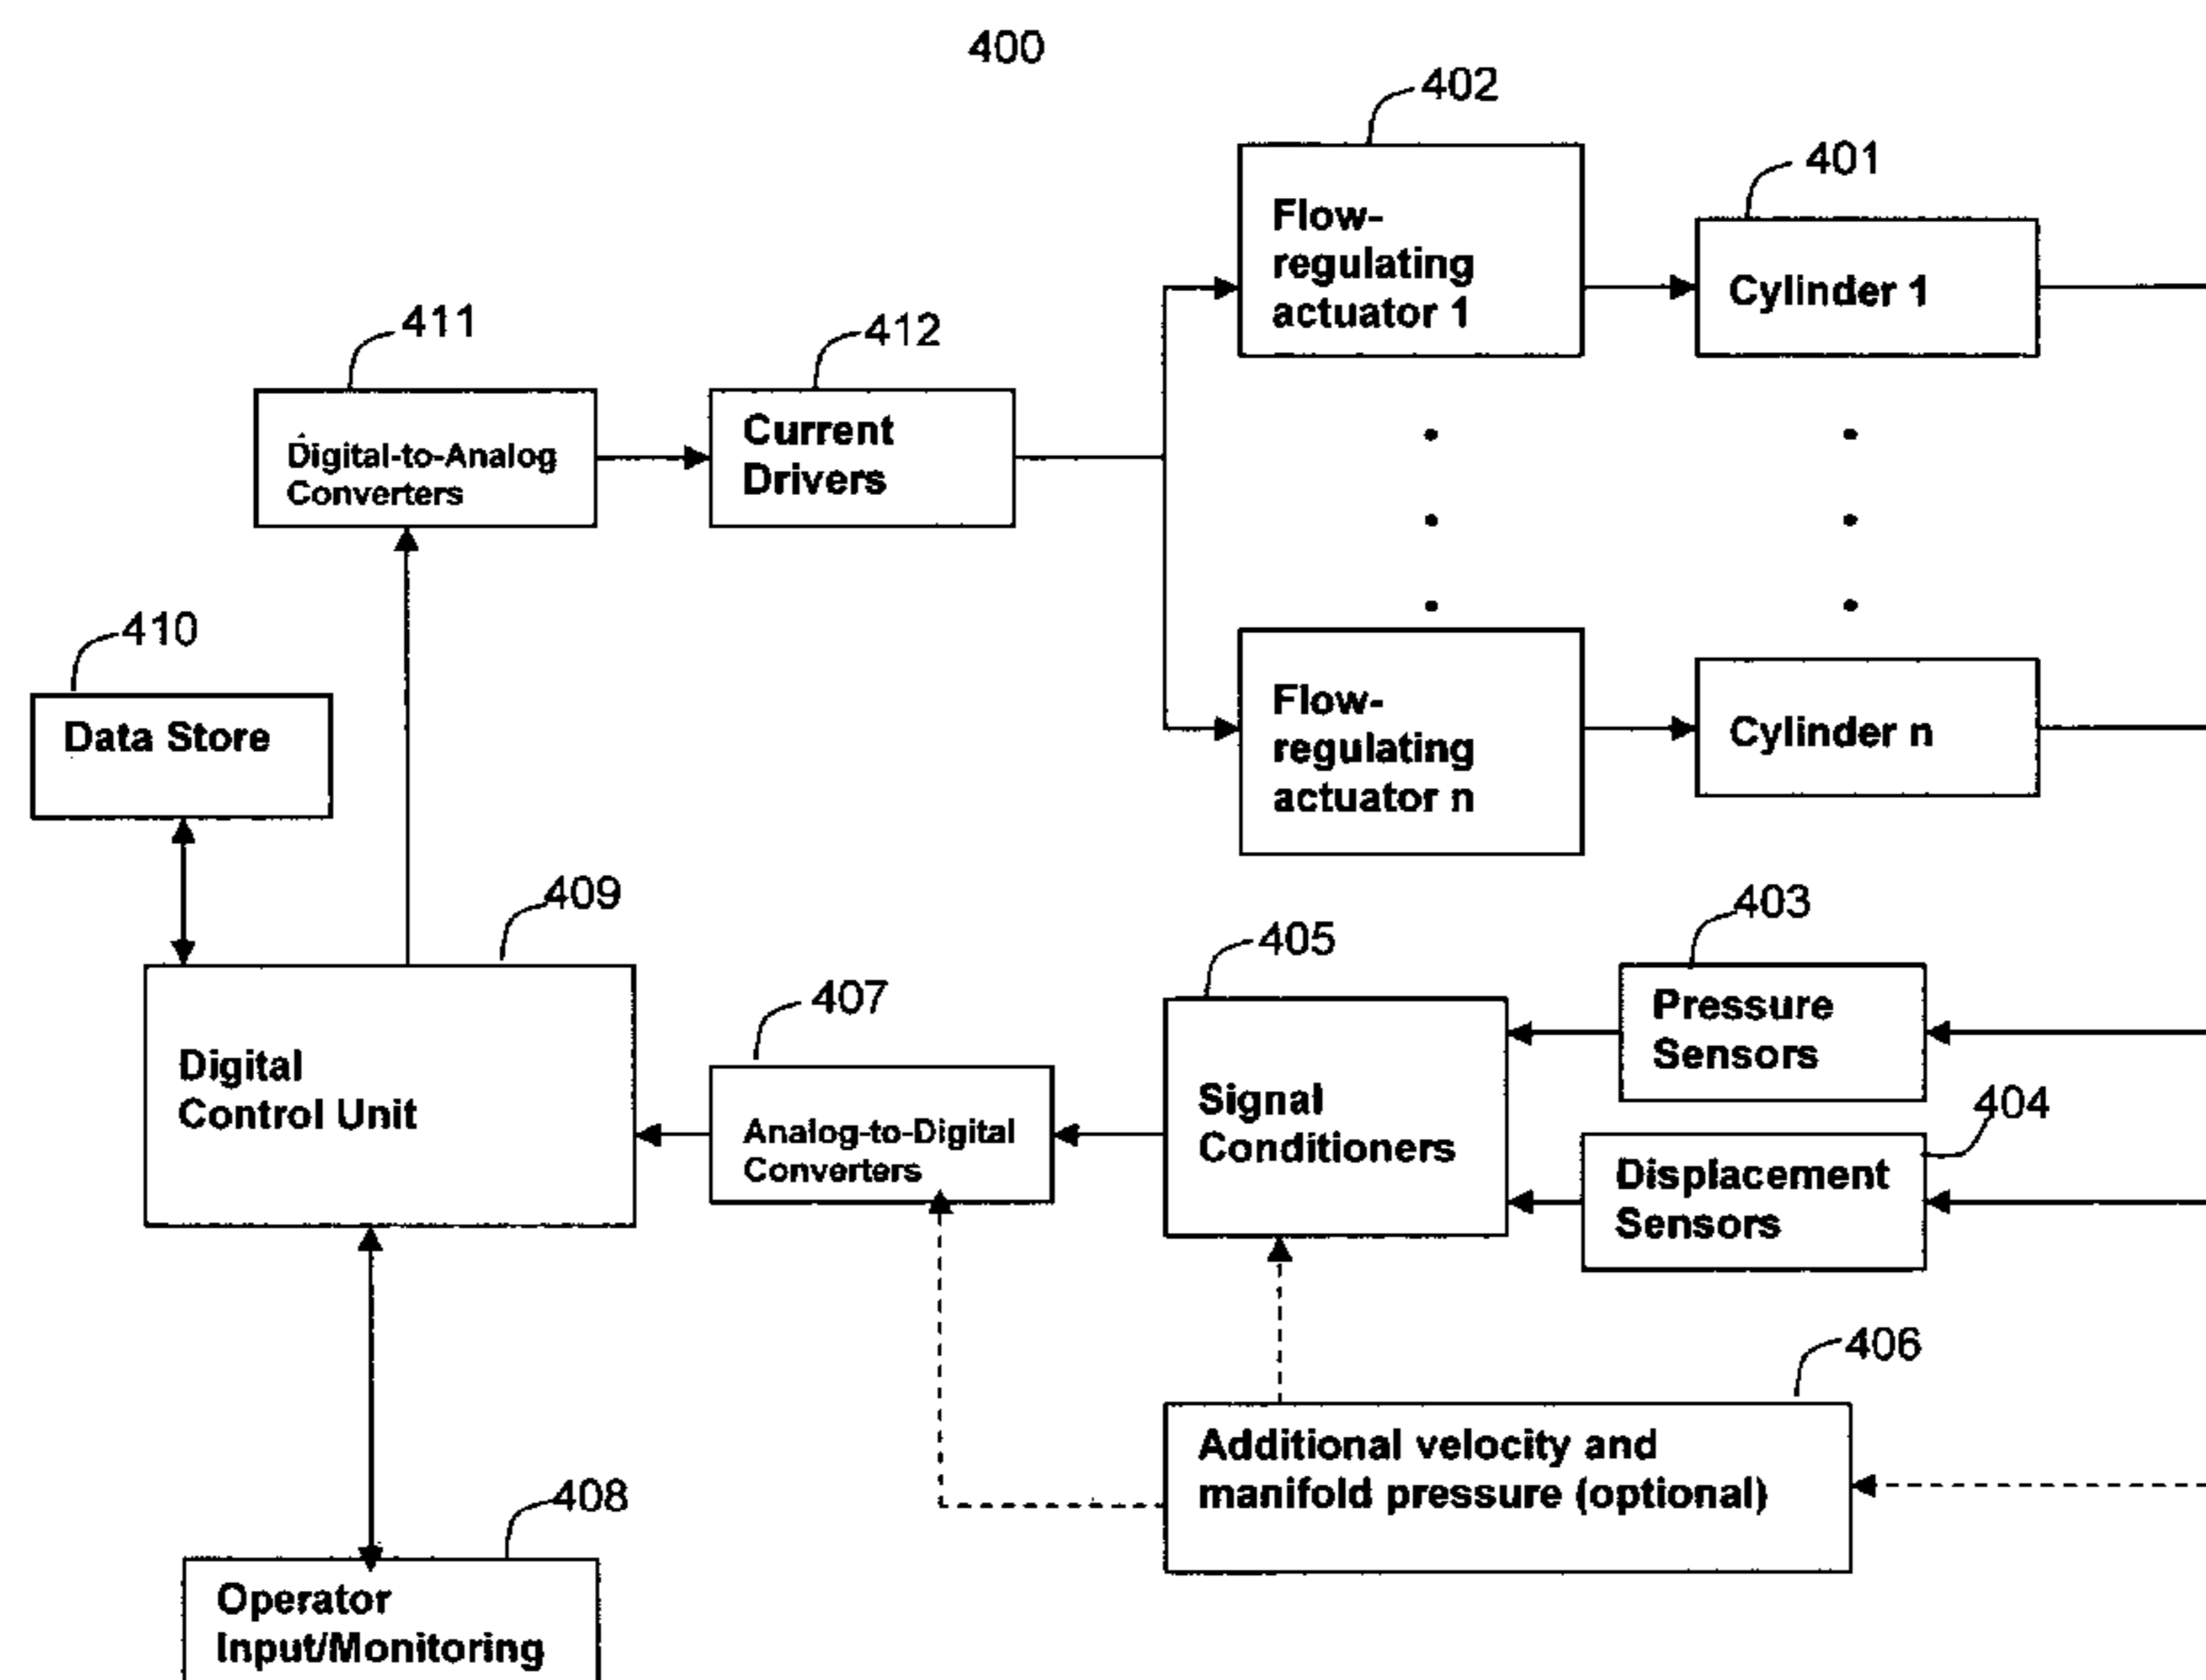 400
402
401
Flow-
regulating
actuator 1
Cylinder 1
411
412
Digital-to-Analog
Converters
Current
Drivers
410
Data Store
Flow-
regulating
actuator n
Cylinder n
409
Digital
Control Unit
407
Analog-to-Digital
Converters
405
Signal
Conditioners
403
Pressure
Sensors
404
Displacement
Sensors
406
Additional velocity and
manifold pressure (optional)
408
Operator
Input/Monitoring